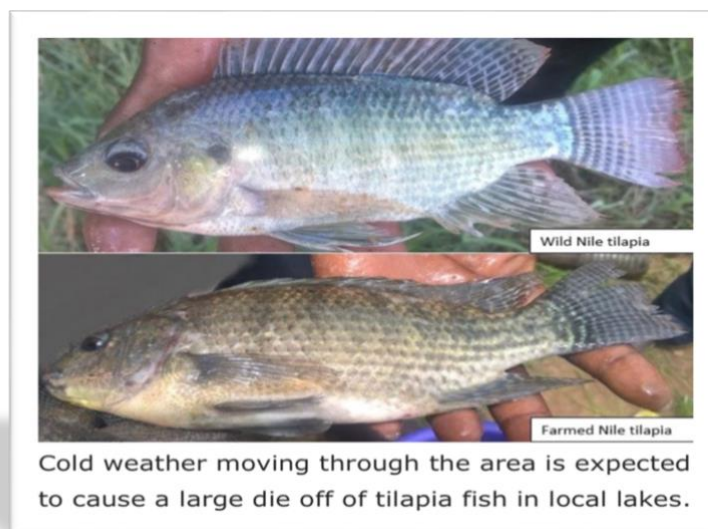 Wild Nile tilapia
Farmed Nile tilapia
Cold weather moving through the area is expected
to cause a large die off of tilapia fish in local lakes.